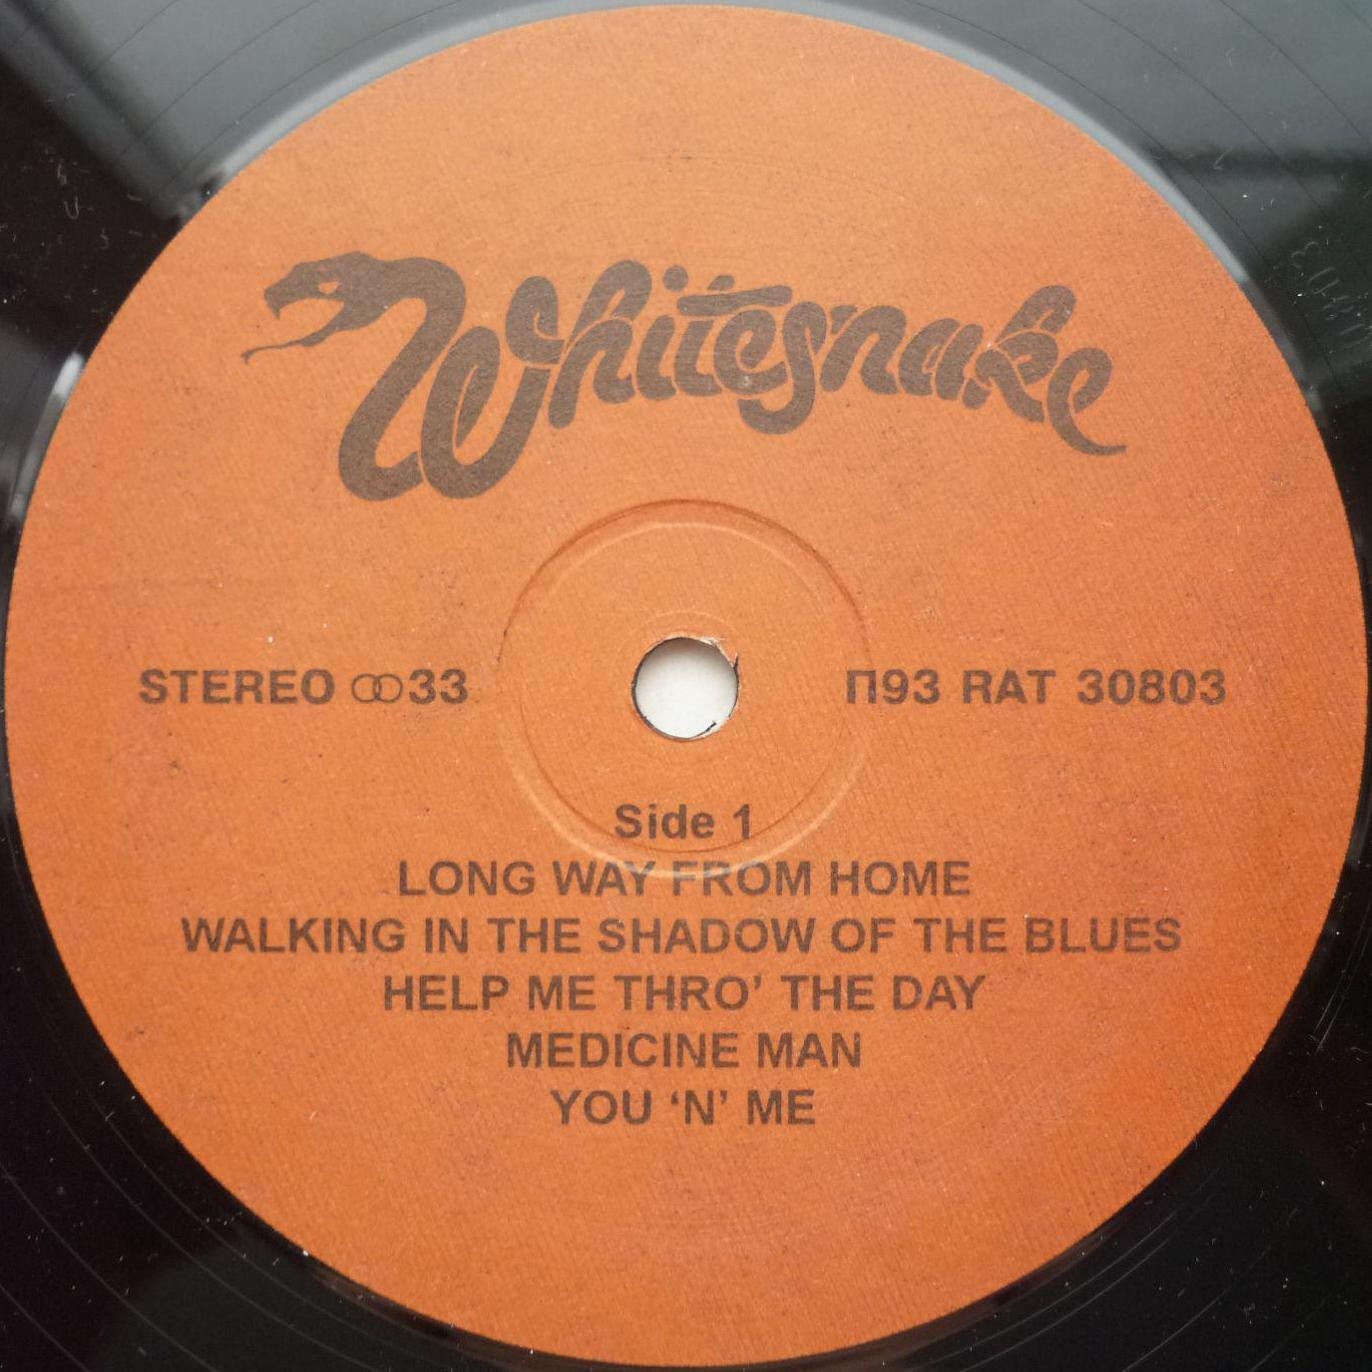 Whitesnake
STEREO ꝏ33
П93 RAT 30803
Side 1
LONG WAY FROM HOME
WALKING IN THE SHADOW OF THE BLUES
HELP ME THRO’ THE DAY
MEDICINE MAN
YOU ‘N’ ME